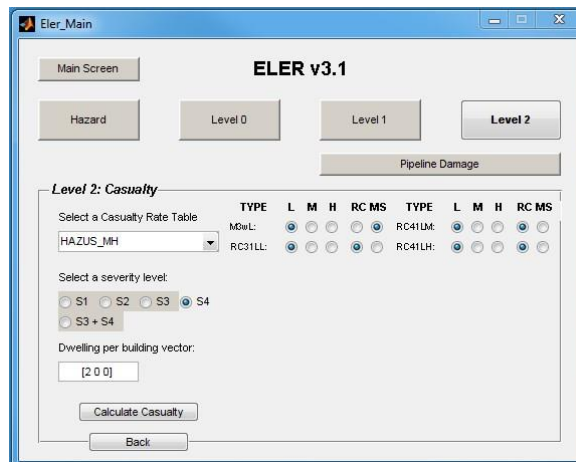 Eler_Main
Main Screen
ELER v3.1
Hazard
Level 0
Level 1
Level 2
Pipeline Damage
Level 2: Casualty
TYPE L M H RC MS TYPE L M H RC MS
Select a Casualty Rate Table
M3wL: RC41LM:
HAZUS_MH
RC31LL: RC41LH:
Select a severity level:
S1 S2 S3 S4
S3 + S4
Dwelling per building vector:
[2 0 0]
Calculate Casualty
Back